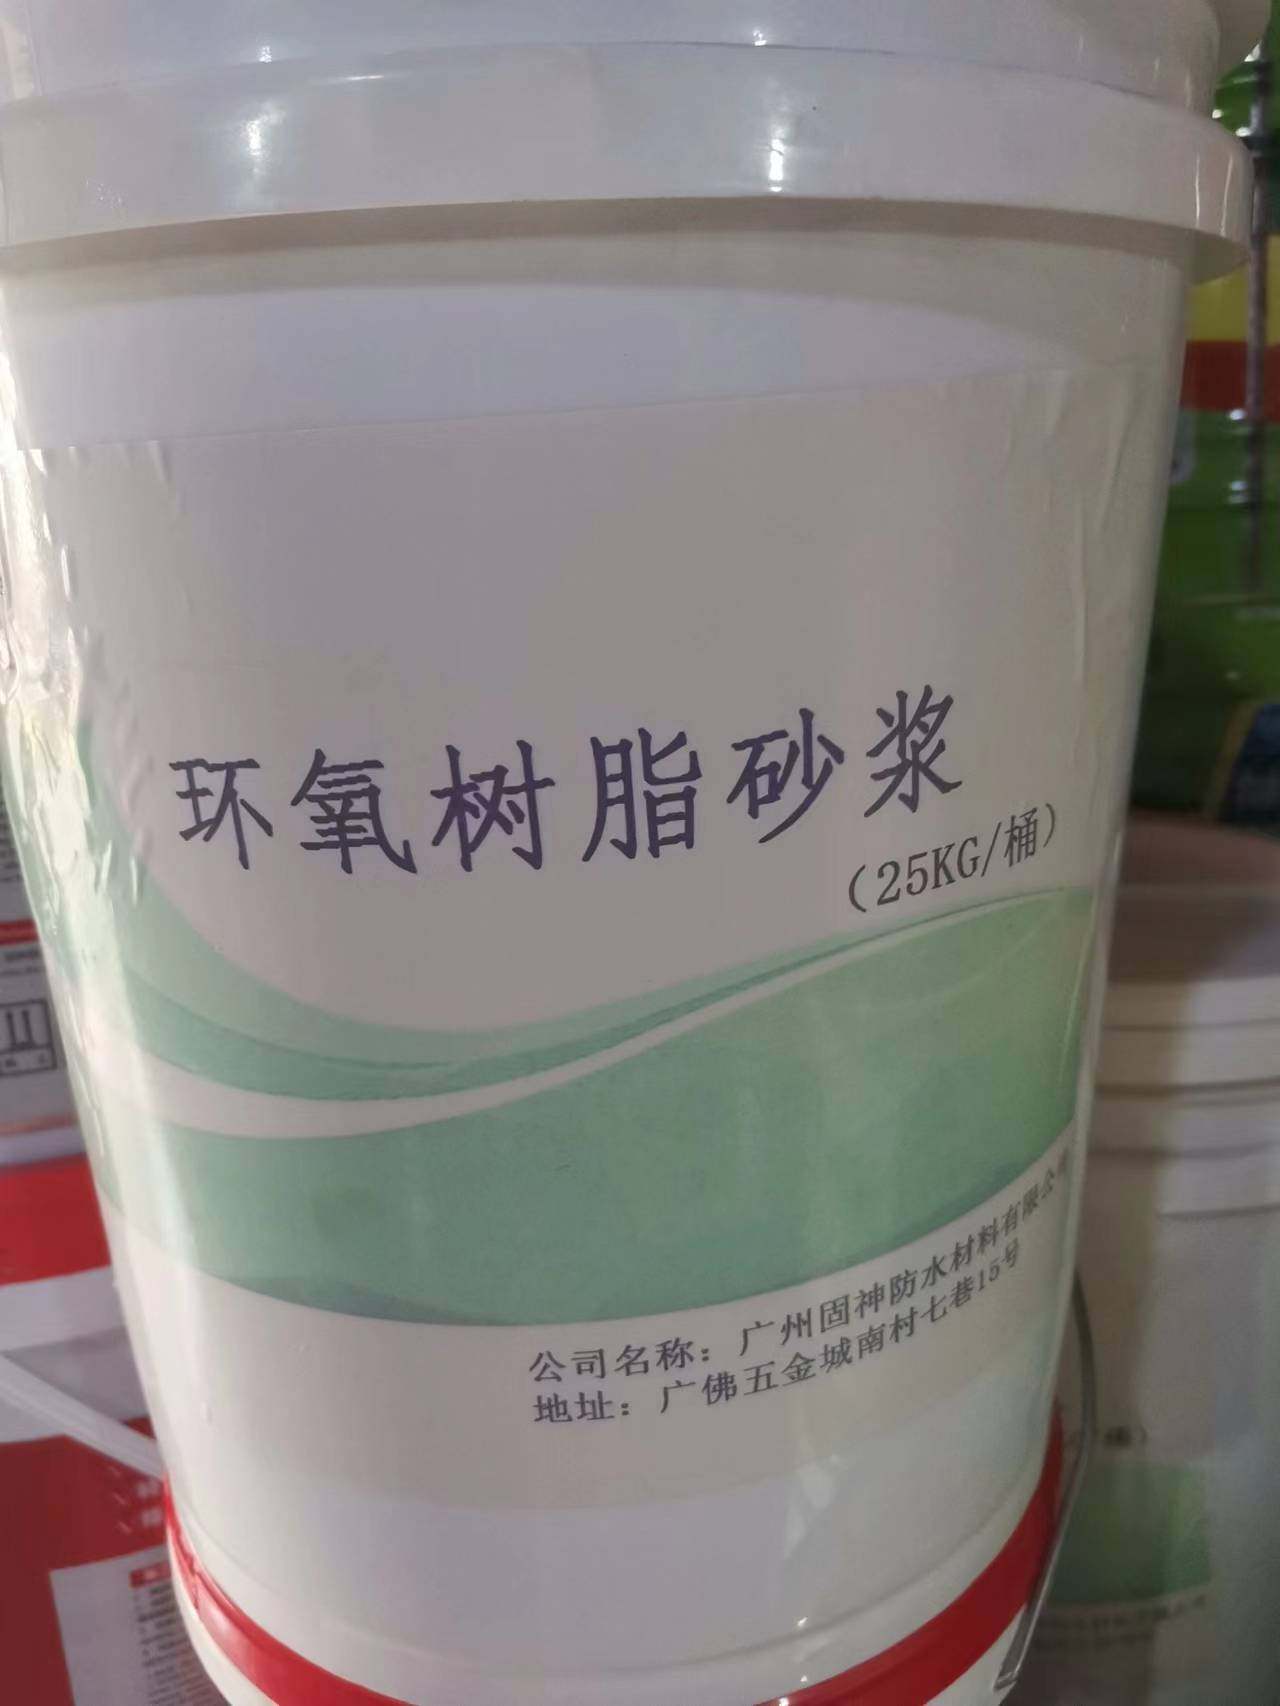 环氧树脂砂浆
(25KG/桶)
公司名称：广州固神防水材料有限公
地址：广佛五金城南村七巷15号